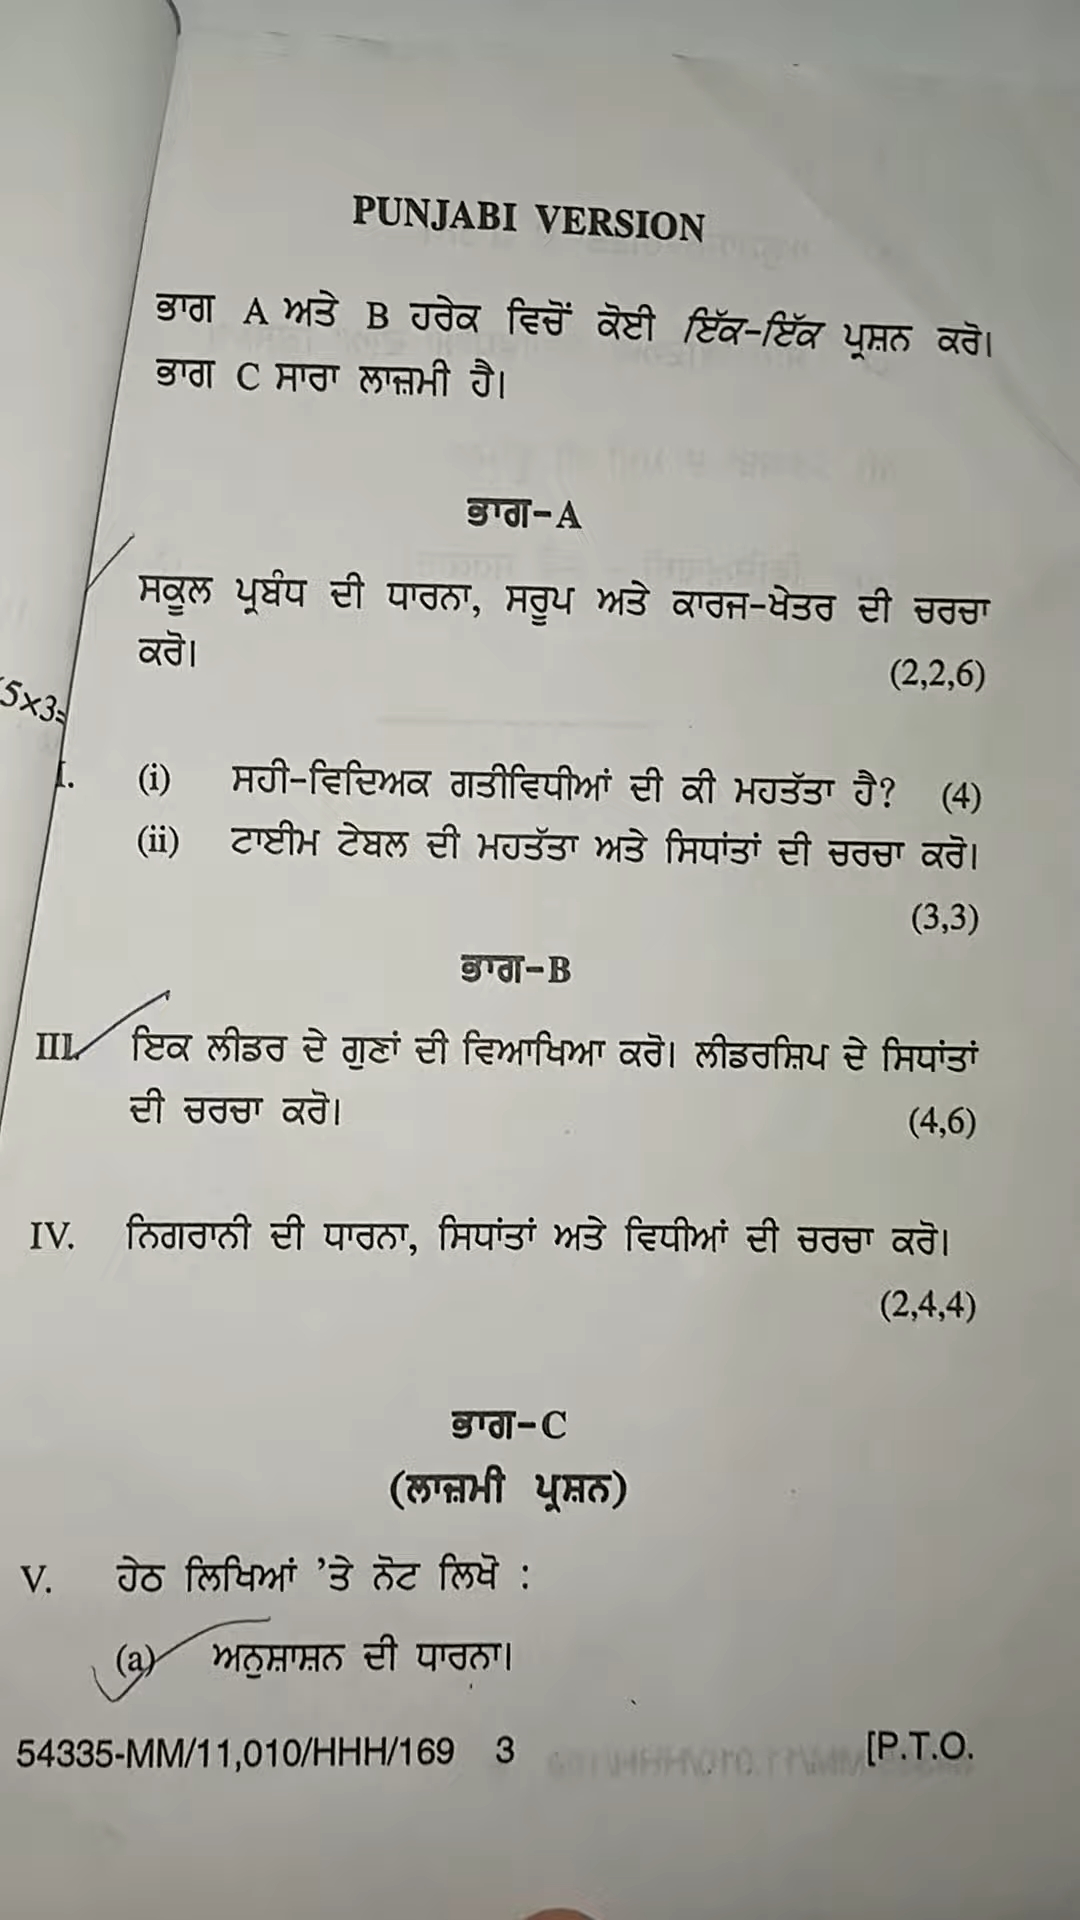 PUNJABI VERSION
ਭਾਗ A ਅਤੇ B ਹਰੇਕ ਵਿਚੋਂ ਕੋਈ ਇੱਕ-ਇੱਕ ਪ੍ਰਸ਼ਨ ਕਰੋ।
ਭਾਗ C ਸਾਰਾ ਲਾਜ਼ਮੀ ਹੈ।
ਭਾਗ-A
ਸਕੂਲ ਪ੍ਰਬੰਧ ਦੀ ਧਾਰਨਾ, ਸਰੂਪ ਅਤੇ ਕਾਰਜ-ਖੇਤਰ ਦੀ ਚਰਚਾ
ਕਰੋ। (2,2,6)
5×3=
I. (i) ਸਹੀ-ਵਿਦਿਅਕ ਗਤੀਵਿਧੀਆਂ ਦੀ ਕੀ ਮਹਤੱਤਾ ਹੈ? (4)
(ii) ਟਾਈਮ ਟੇਬਲ ਦੀ ਮਹਤੱਤਾ ਅਤੇ ਸਿਧਾਂਤਾਂ ਦੀ ਚਰਚਾ ਕਰੋ।
(3,3)
ਭਾਗ-B
III. ਇਕ ਲੀਡਰ ਦੇ ਗੁਣਾਂ ਦੀ ਵਿਆਖਿਆ ਕਰੋ। ਲੀਡਰਸ਼ਿਪ ਦੇ ਸਿਧਾਂਤਾਂ
ਦੀ ਚਰਚਾ ਕਰੋ। (4,6)
IV. ਨਿਗਰਾਨੀ ਦੀ ਧਾਰਨਾ, ਸਿਧਾਂਤਾਂ ਅਤੇ ਵਿਧੀਆਂ ਦੀ ਚਰਚਾ ਕਰੋ।
(2,4,4)
ਭਾਗ-C
(ਲਾਜ਼ਮੀ ਪ੍ਰਸ਼ਨ)
V. ਹੇਠ ਲਿਖਿਆਂ 'ਤੇ ਨੋਟ ਲਿਖੋ :
(a) ਅਨੁਸ਼ਾਸ਼ਨ ਦੀ ਧਾਰਨਾ।
54335-MM/11,010/HHH/169 3 [P.T.O.